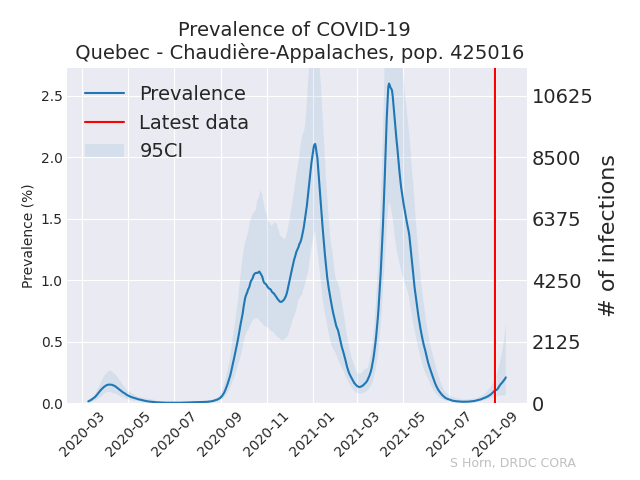 Prevalence of COVID-19
Quebec - Chaudière-Appalaches, pop. 425016
Prevalence
Latest data
95CI
Prevalence (%)
2.5
2.0
1.5
1.0
0.5
0.0
10625
8500
6375
4250
2125
0
# of infections
2020-03
2020-05
2020-07
2020-09
2020-11
2021-01
2021-03
2021-05
2021-07
2021-09
S Horn, DRDC CORA